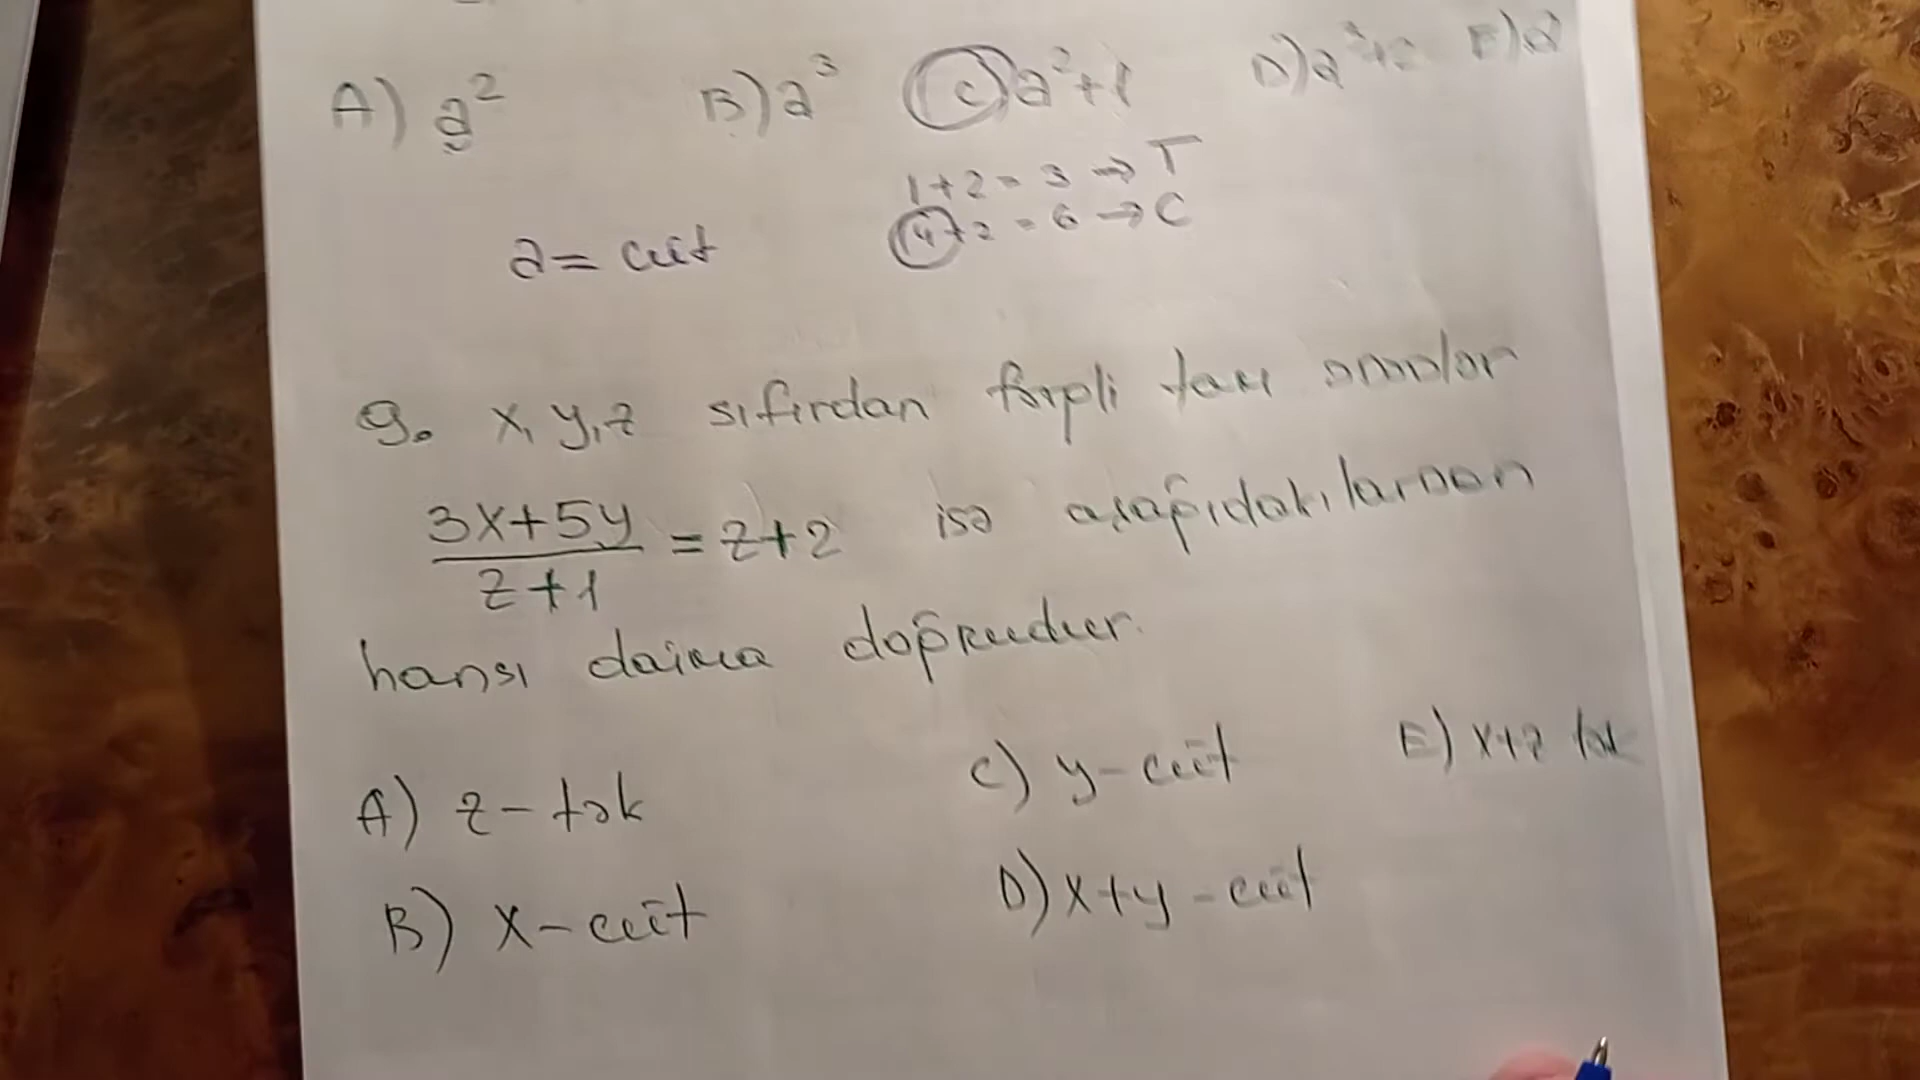 A) a² B) a³ C) a²+1 D) a³+2 E) a
1+2=3 → T
4+2=6 → C
a= cüt
9. x, y, z sıfırdan fərqli tam ədədlər
3x+5y/z+1 = z+2 isə aşağıdakılardan
hansı daima doğrudur.
A) z- tək C) y- cüt E) x+z tək
B) x- cüt D) x+y - cüt